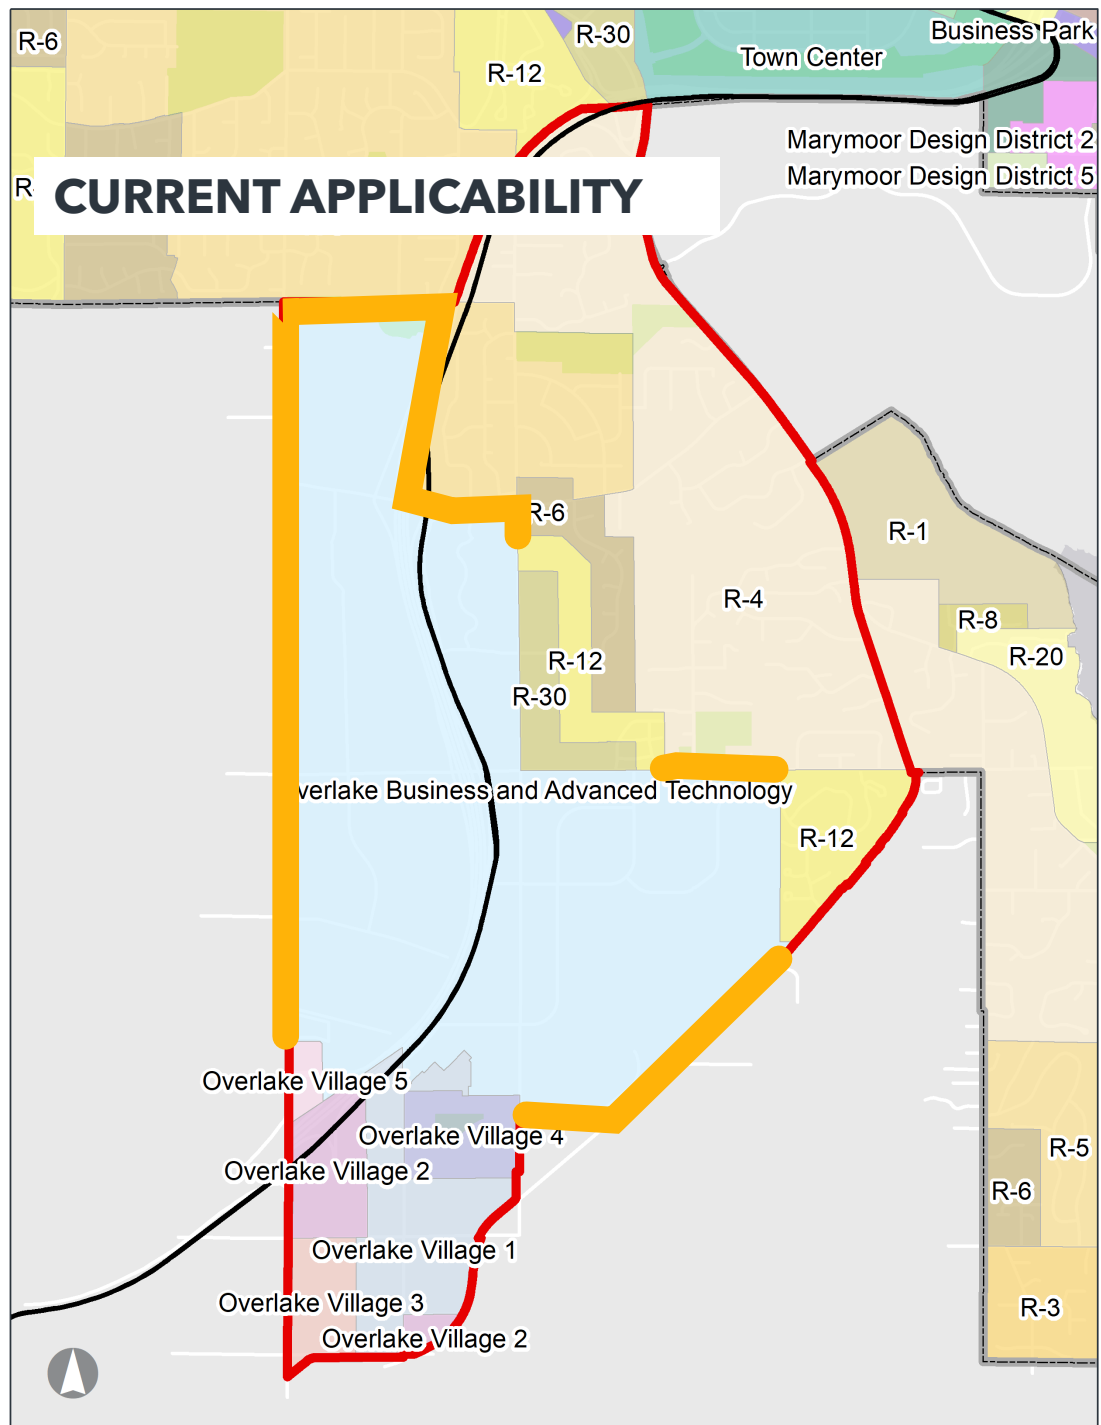 R-6
R-30
Business Park
Town Center
R-12
Marymoor Design District 2
Marymoor Design District 5
R-
CURRENT APPLICABILITY
R-6
R-1
R-4
R-8
R-20
R-12
R-30
verlake Business and Advanced Technology
R-12
Overlake Village 5
Overlake Village 4
R-5
Overlake Village 2
R-6
Overlake Village 1
Overlake Village 3
R-3
Overlake Village 2